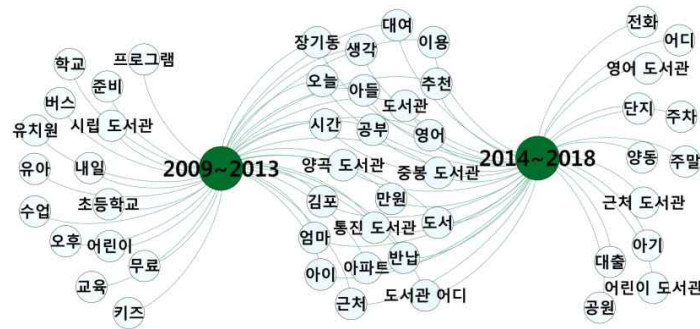 프로그램
학교
준비
버스
시립 도서관
유치원
유아
내일
수업
초등학교
오후
어린이
무료
교육
키즈
2009~2013
장기동
생각
대여
이용
오늘
아들
추천
도서관
시간
공부
영어
양곡 도서관
중봉 도서관
김포
만원
통진 도서관
도서
엄마
아파트
반납
아이
근처
도서관 어디
2014~2018
전화
어디
영어 도서관
단지
주차
양동
주말
근처 도서관
아기
대출
어린이 도서관
공원